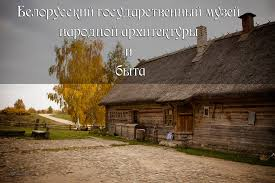 Белорусский государственный музей
народной архитектуры
и
быта